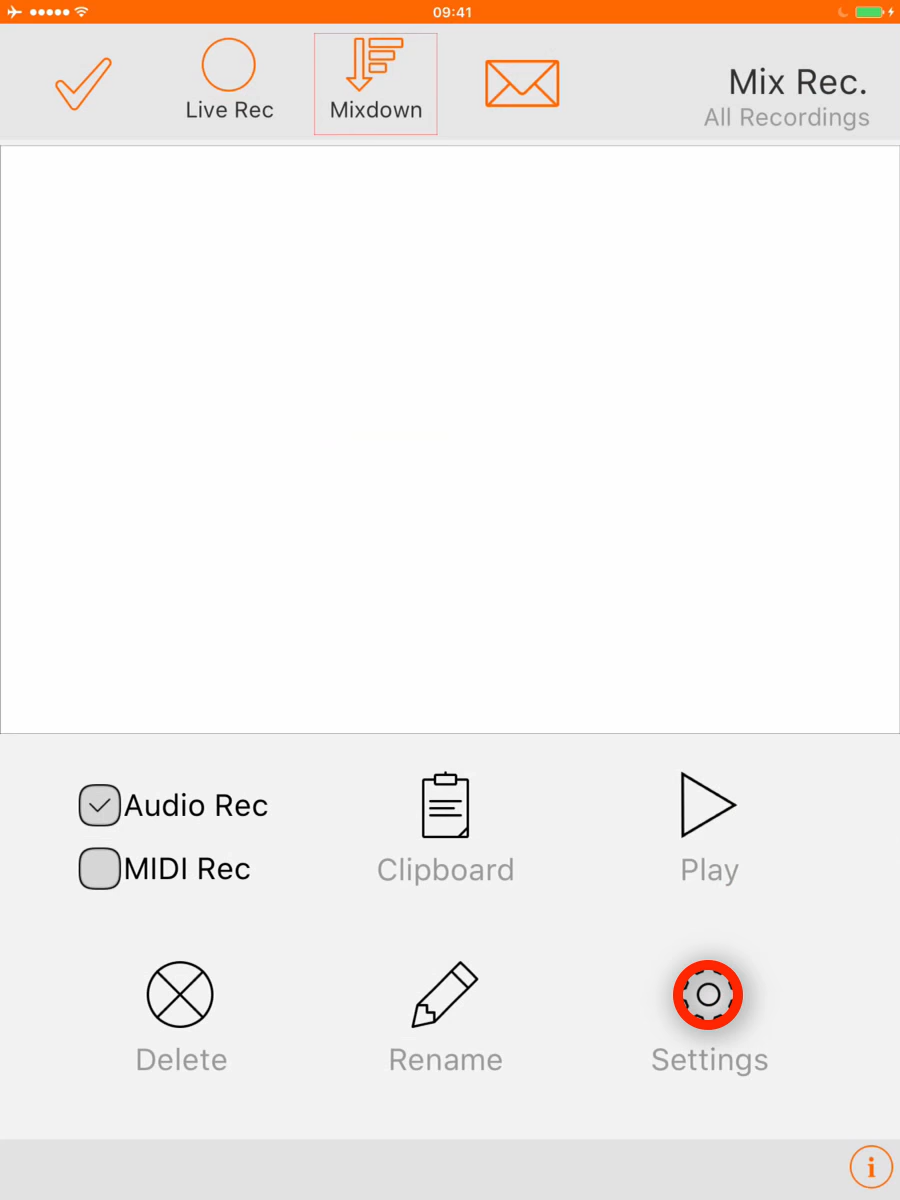 09:41
Live Rec
Mixdown
Mix Rec.
All Recordings
Audio Rec
MIDI Rec
Clipboard
Play
Delete
Rename
Settings
i